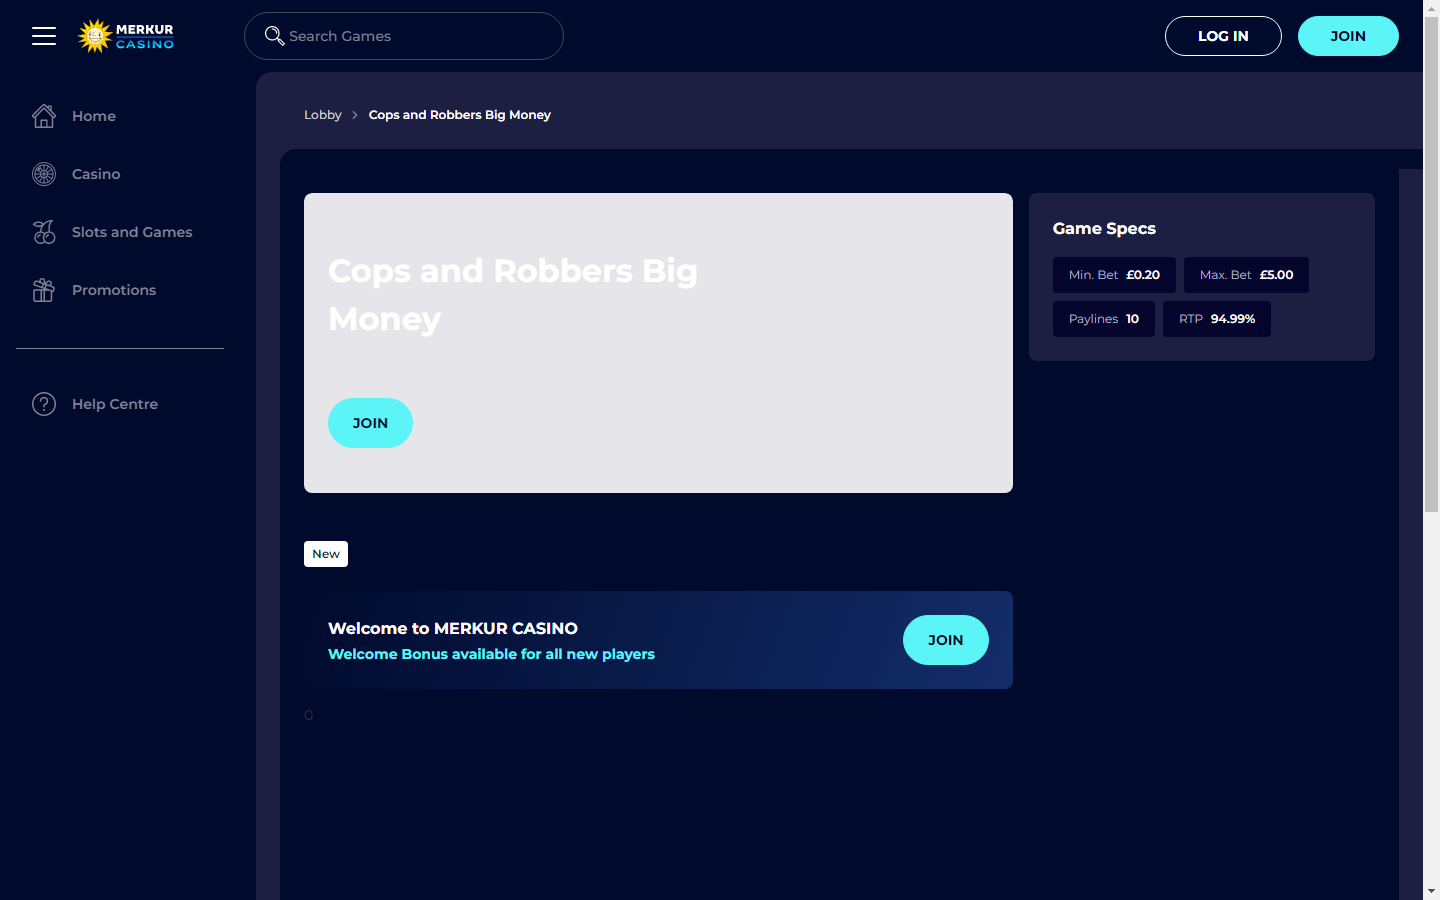 MERKUR
CASINO
Search Games
LOG IN
JOIN
Home
Casino
Slots and Games
Promotions
Help Centre
Lobby > Cops and Robbers Big Money
Cops and Robbers Big
Money
JOIN
Game Specs
Min. Bet £0.20
Max. Bet £5.00
Paylines 10
RTP 94.99%
New
Welcome to MERKUR CASINO
Welcome Bonus available for all new players
JOIN
0